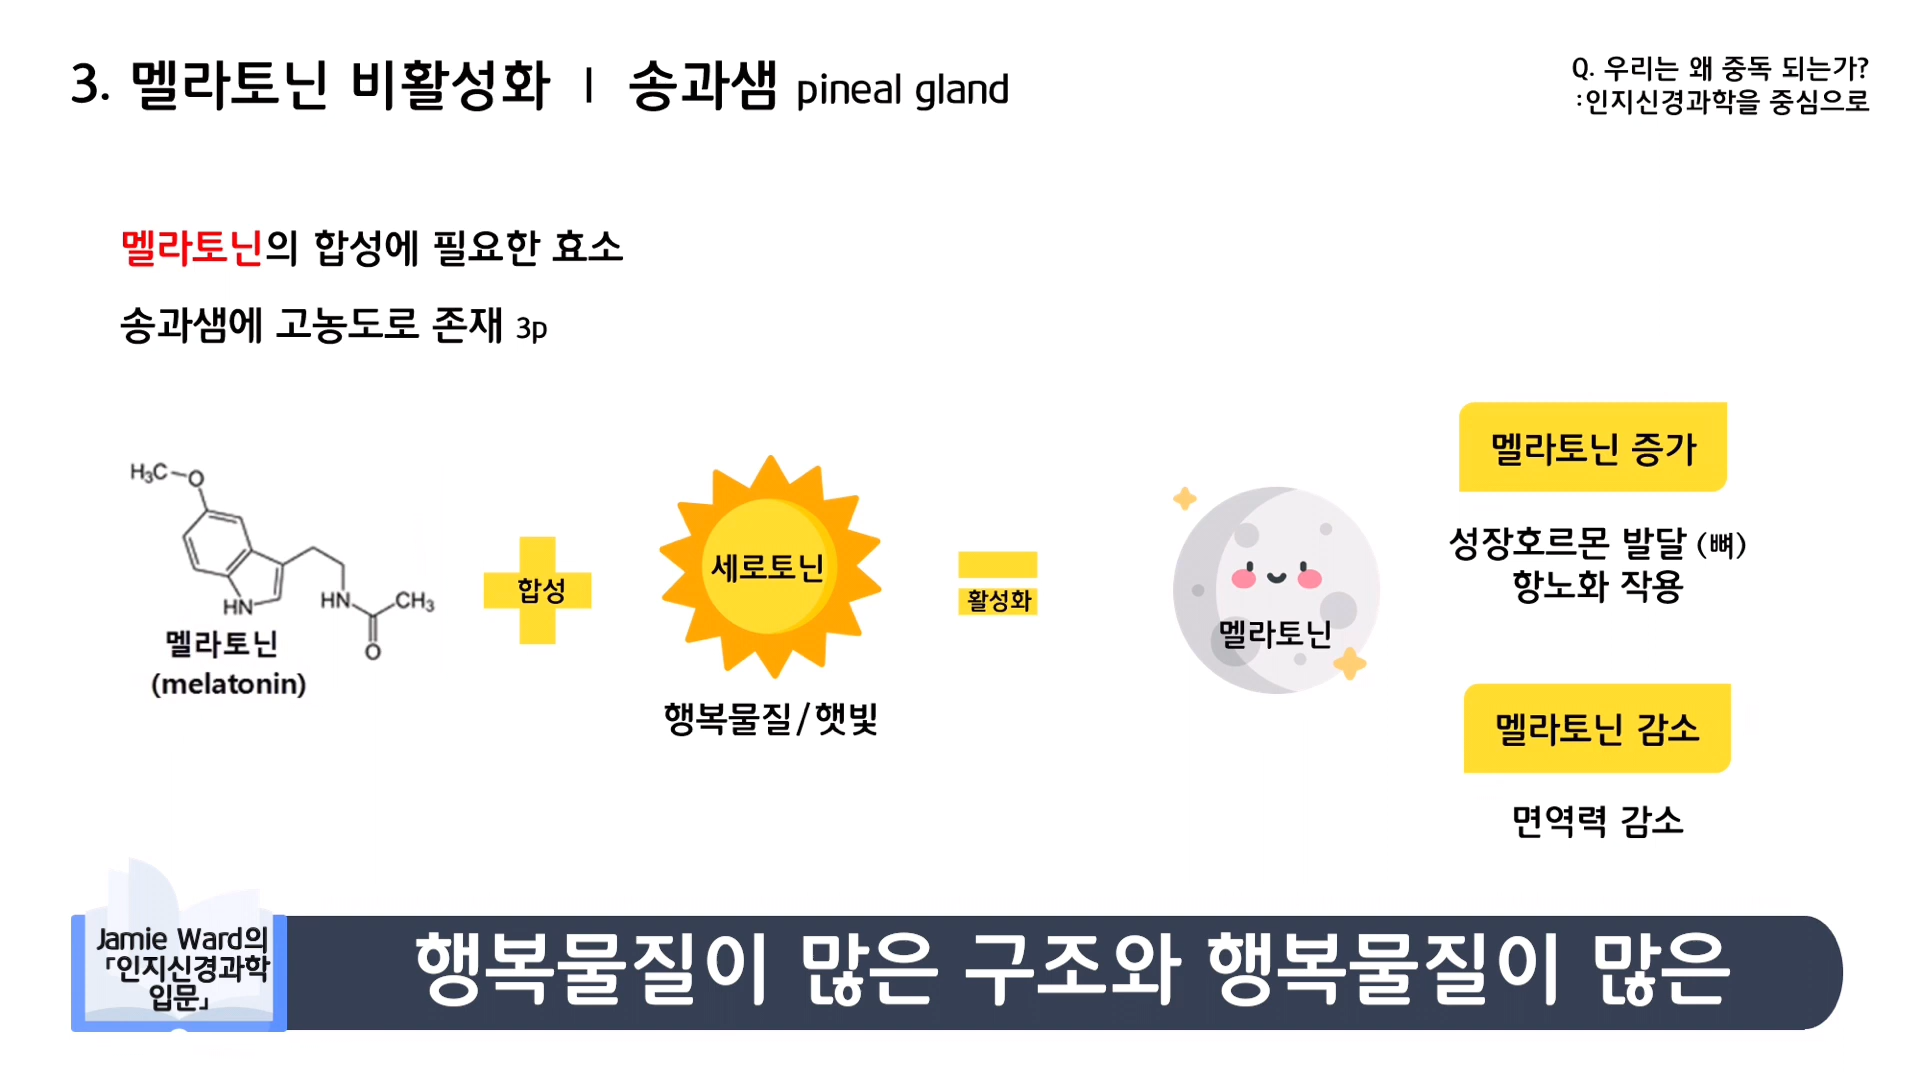 3. 멜라토닌 비활성화 ㅣ 송과샘 pineal gland
Q. 우리는 왜 중독 되는가?
:인지신경과학을 중심으로
멜라토닌의 합성에 필요한 효소
송과샘에 고농도로 존재 3p
H₃C
O
HN
HN
CH₃
O
멜라토닌
(melatonin)
합성
세로토닌
행복물질/햇빛
활성화
멜라토닌
멜라토닌 증가
성장호르몬 발달 (뼈)
항노화 작용
멜라토닌 감소
면역력 감소
Jamie Ward의
「인지신경과학
입문」
행복물질이 많은 구조와 행복물질이 많은